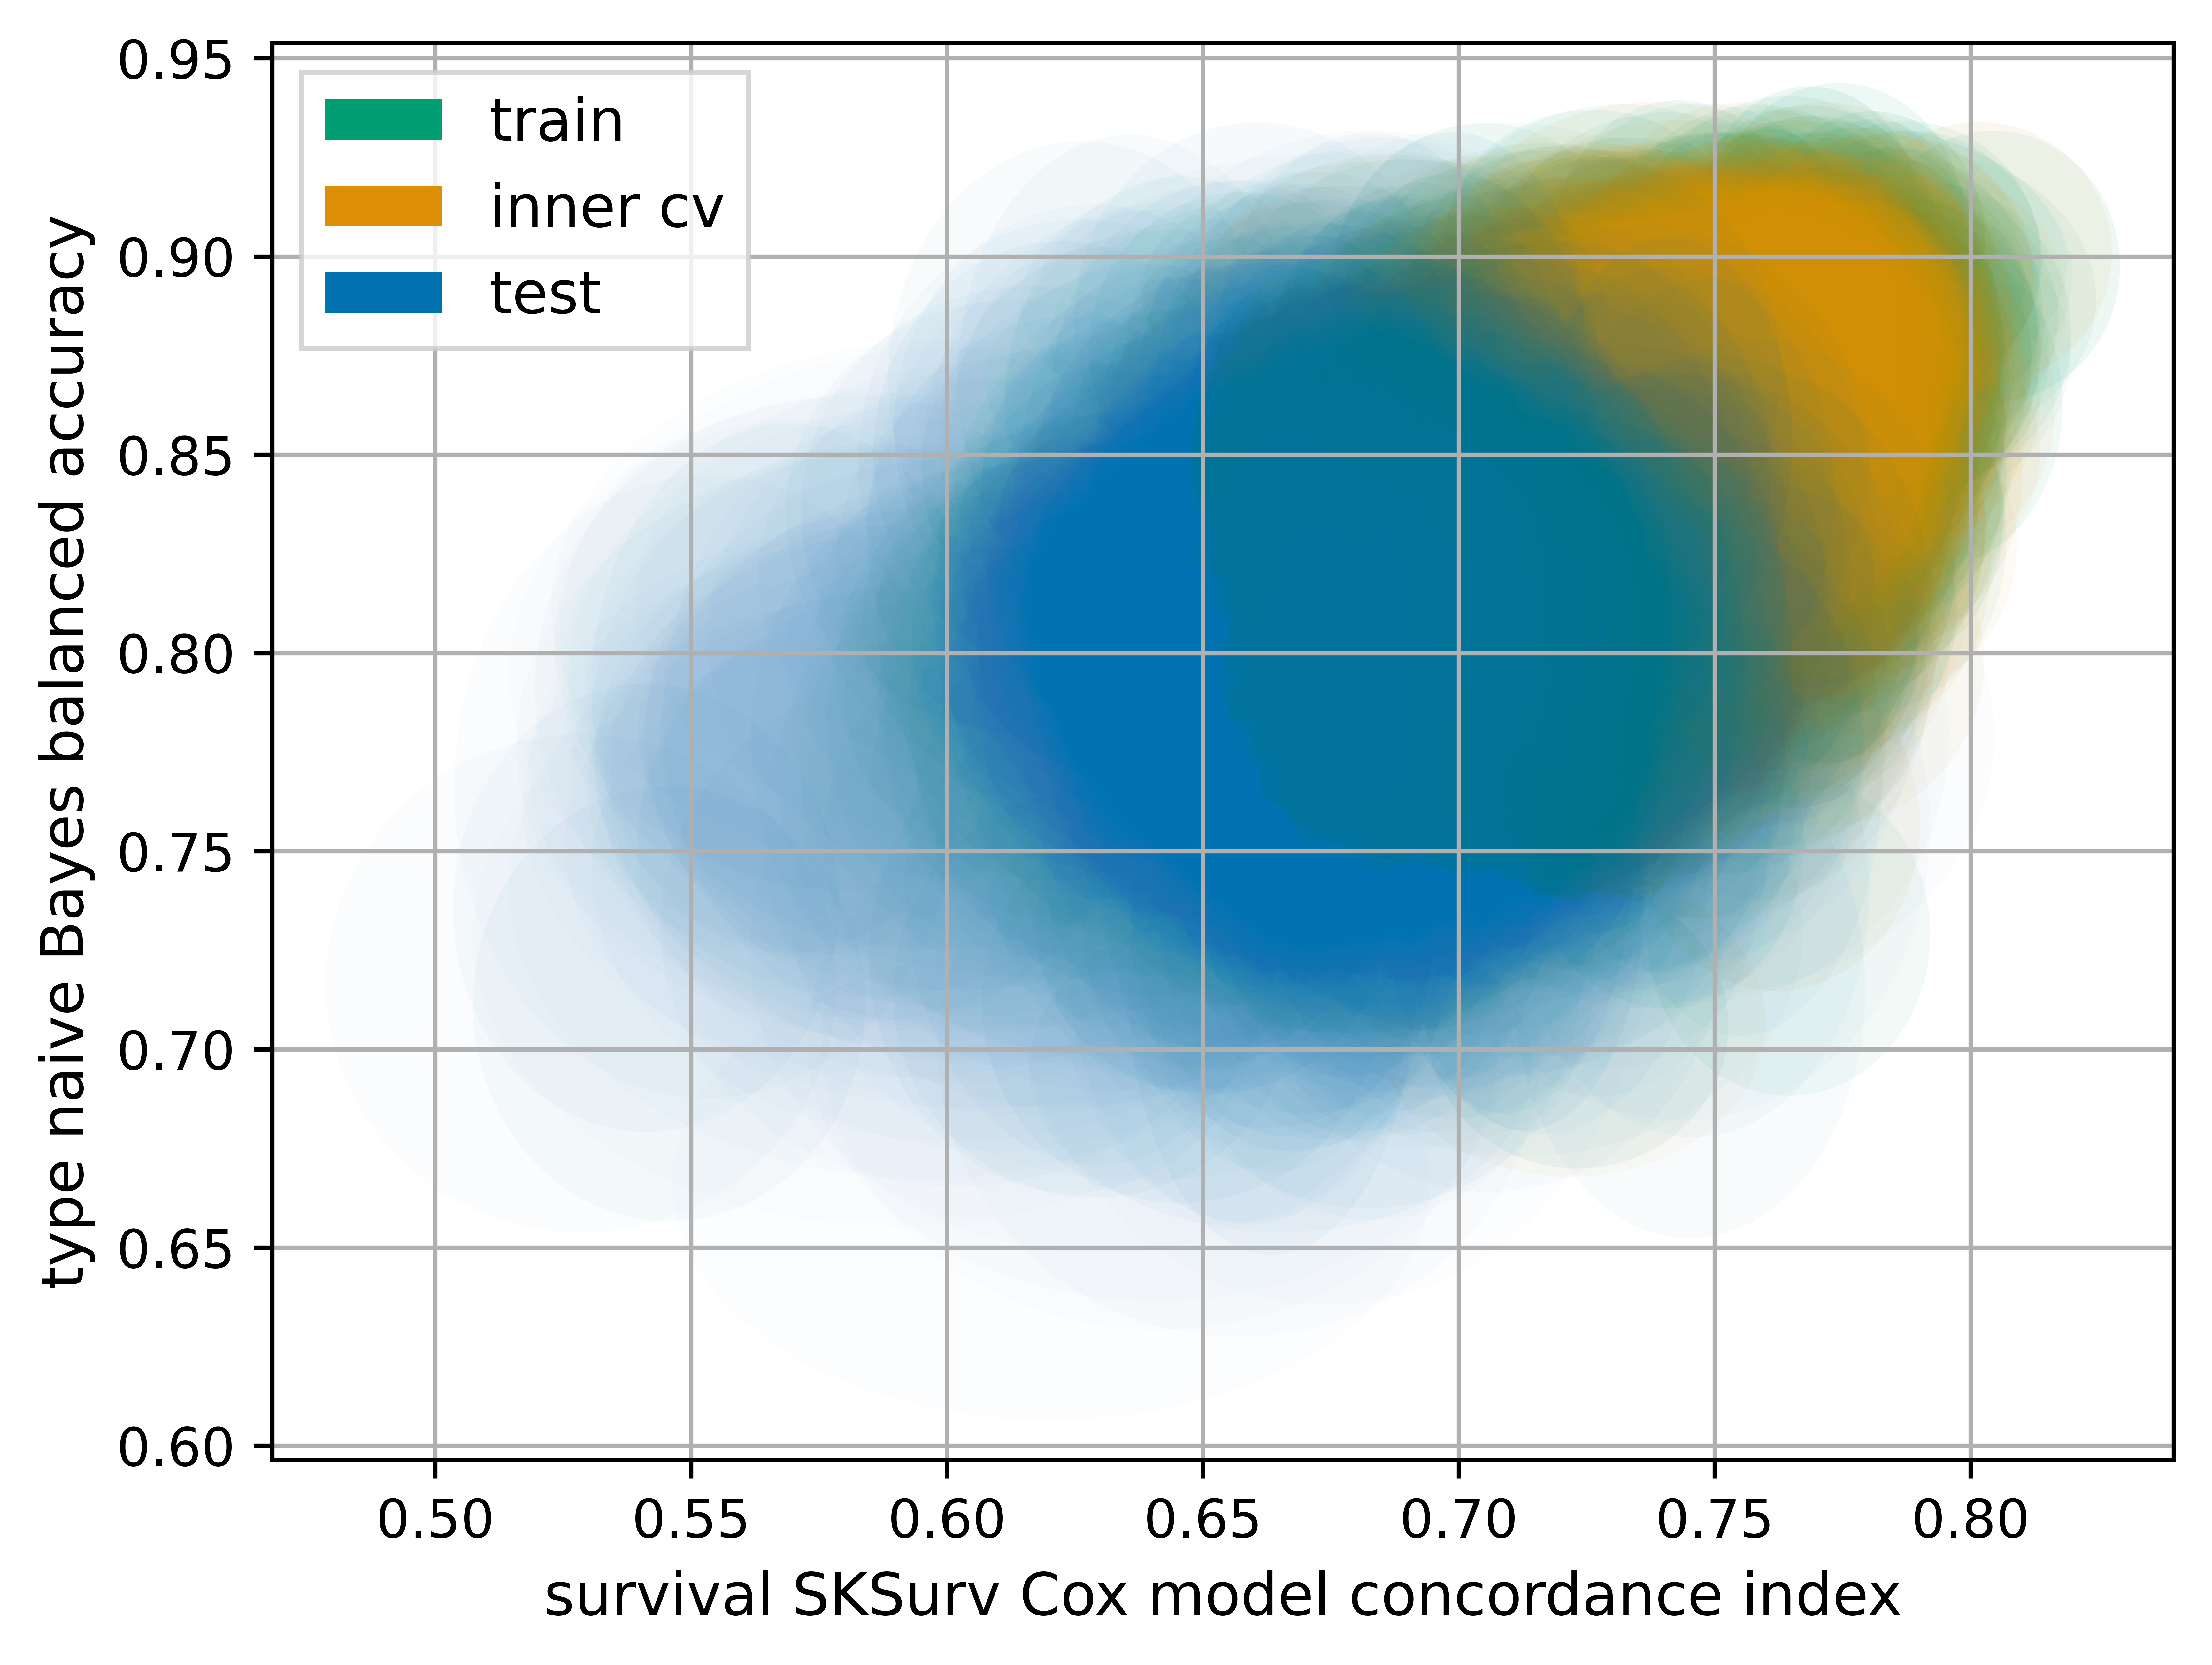 0.95
0.90
0.85
0.80
0.75
0.70
0.65
0.60
type naive Bayes balanced accuracy
train
inner cv
test
0.50 0.55 0.60 0.65 0.70 0.75 0.80
survival SKSurv Cox model concordance index